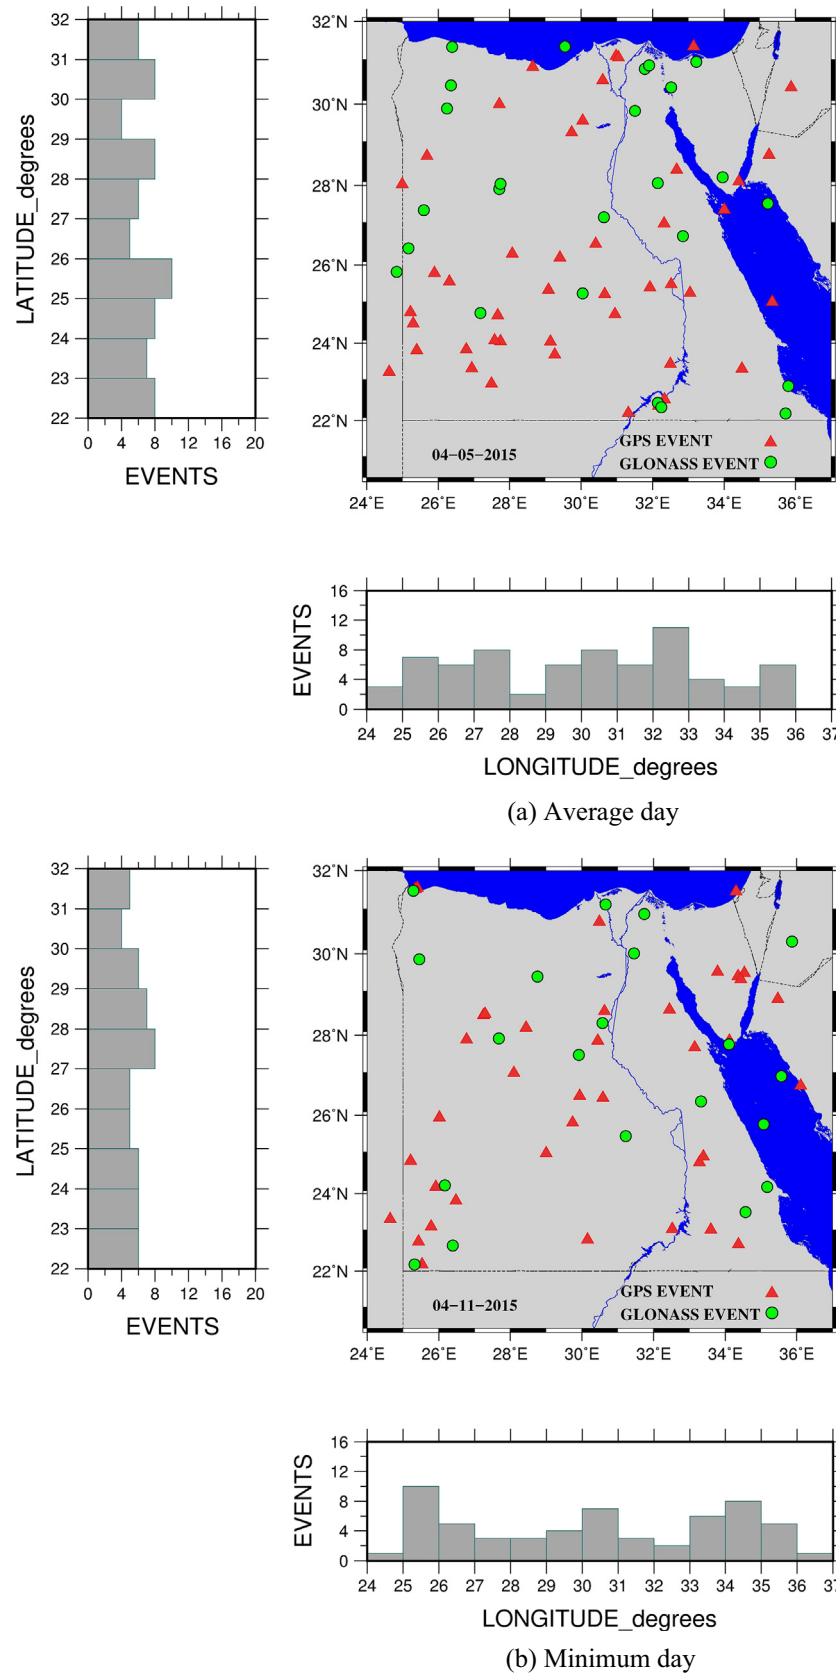 32
31
30
29
28
27
26
25
24
23
22
LATITUDE_degrees
0 4 8 12 16 20
EVENTS
32˚N
30˚N
28˚N
26˚N
24˚N
22˚N
04−05−2015
GPS EVENT
GLONASS EVENT
24˚E 26˚E 28˚E 30˚E 32˚E 34˚E 36˚E
16
12
8
4
0
EVENTS
24 25 26 27 28 29 30 31 32 33 34 35 36 37
LONGITUDE_degrees
(a) Average day
32
31
30
29
28
27
26
25
24
23
22
LATITUDE_degrees
0 4 8 12 16 20
EVENTS
32˚N
30˚N
28˚N
26˚N
24˚N
22˚N
04−11−2015
GPS EVENT
GLONASS EVENT
24˚E 26˚E 28˚E 30˚E 32˚E 34˚E 36˚E
16
12
8
4
0
EVENTS
24 25 26 27 28 29 30 31 32 33 34 35 36 37
LONGITUDE_degrees
(b) Minimum day